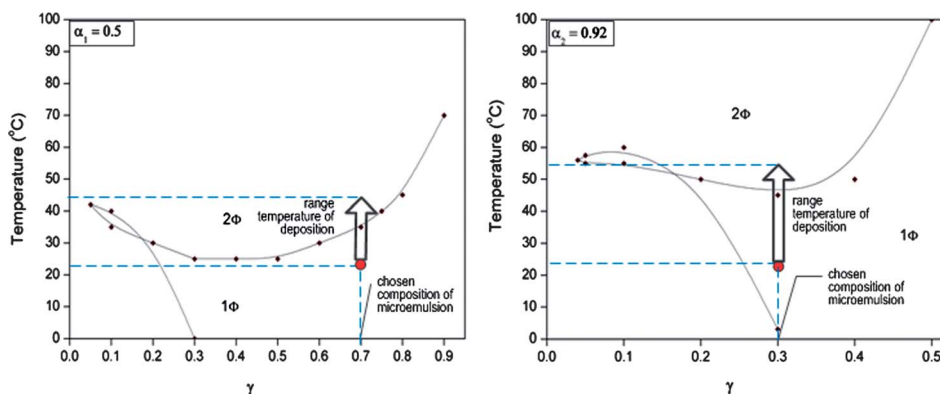 α₁ = 0.5
100
90
80
70
60
50
40
30
20
10
0
Temperature (°C)
2Φ
range
temperature of
deposition
1Φ
chosen
composition of
microemulsion
0.0 0.1 0.2 0.3 0.4 0.5 0.6 0.7 0.8 0.9
γ
α₂ = 0.92
100
90
80
70
60
50
40
30
20
10
0
Temperature (°C)
2Φ
range
temperature of
deposition
1Φ
chosen
composition of
microemulsion
0.0 0.1 0.2 0.3 0.4 0.5
γ